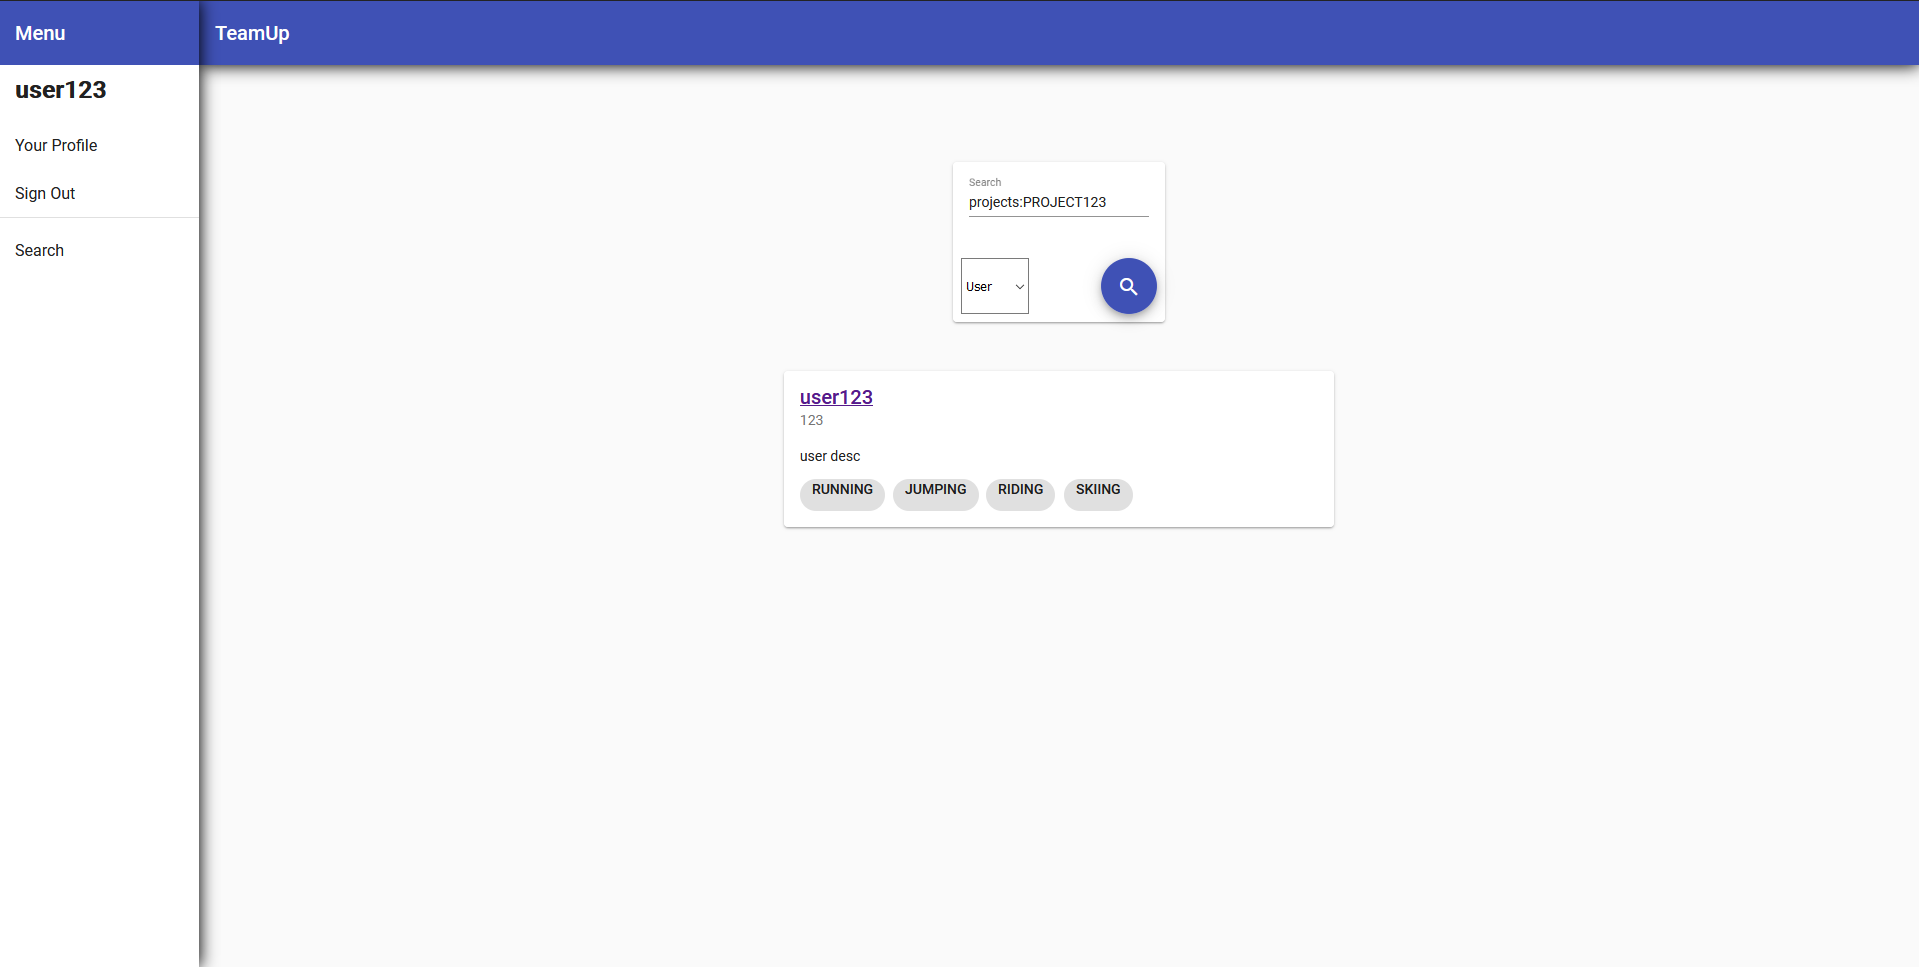 Menu
TeamUp
user123
Your Profile
Sign Out
Search
Search
projects:PROJECT123
User
user123
123
user desc
RUNNING JUMPING RIDING SKIING